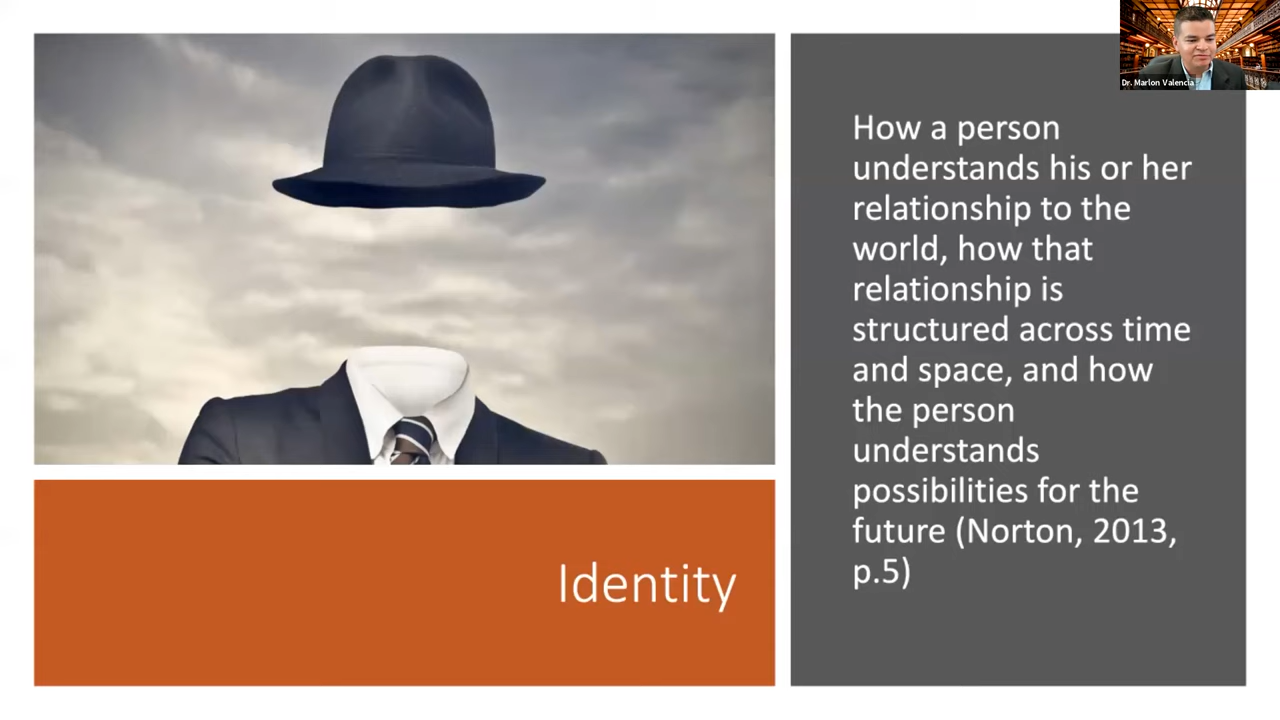 Dr. Marlon Valencia
How a person
understands his or her
relationship to the
world, how that
relationship is
structured across time
and space, and how
the person
understands
possibilities for the
future (Norton, 2013,
p.5)
Identity